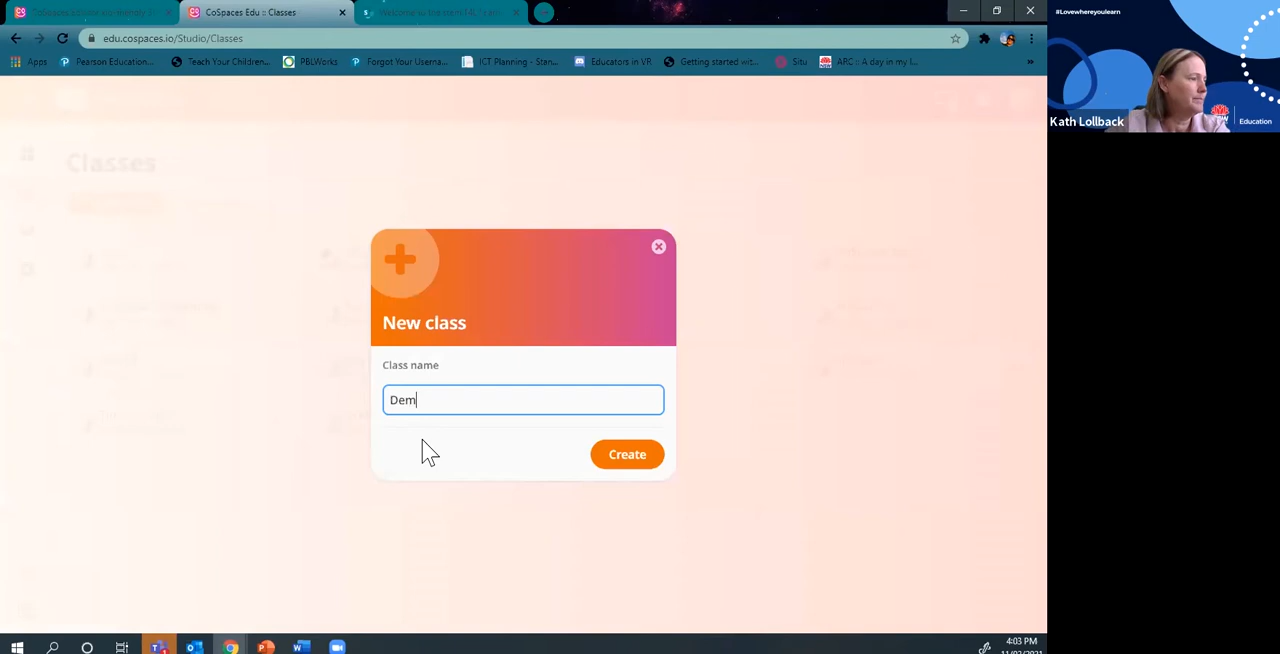 CoSpaces Edu :: Classes
edu.cospaces.io/Studio/Classes
Apps
Pearson Education...
Teach Your Children...
PBLWorks
Forgot Your Userna...
ICT Planning - Stan...
Educators in VR
Getting started wit...
Situ
ARC :: A day in my l...
»
#Lovewhereyoulearn
Kath Lollback
NSW
Education
Classes
New class
Class name
Dem
Create
4:03 PM